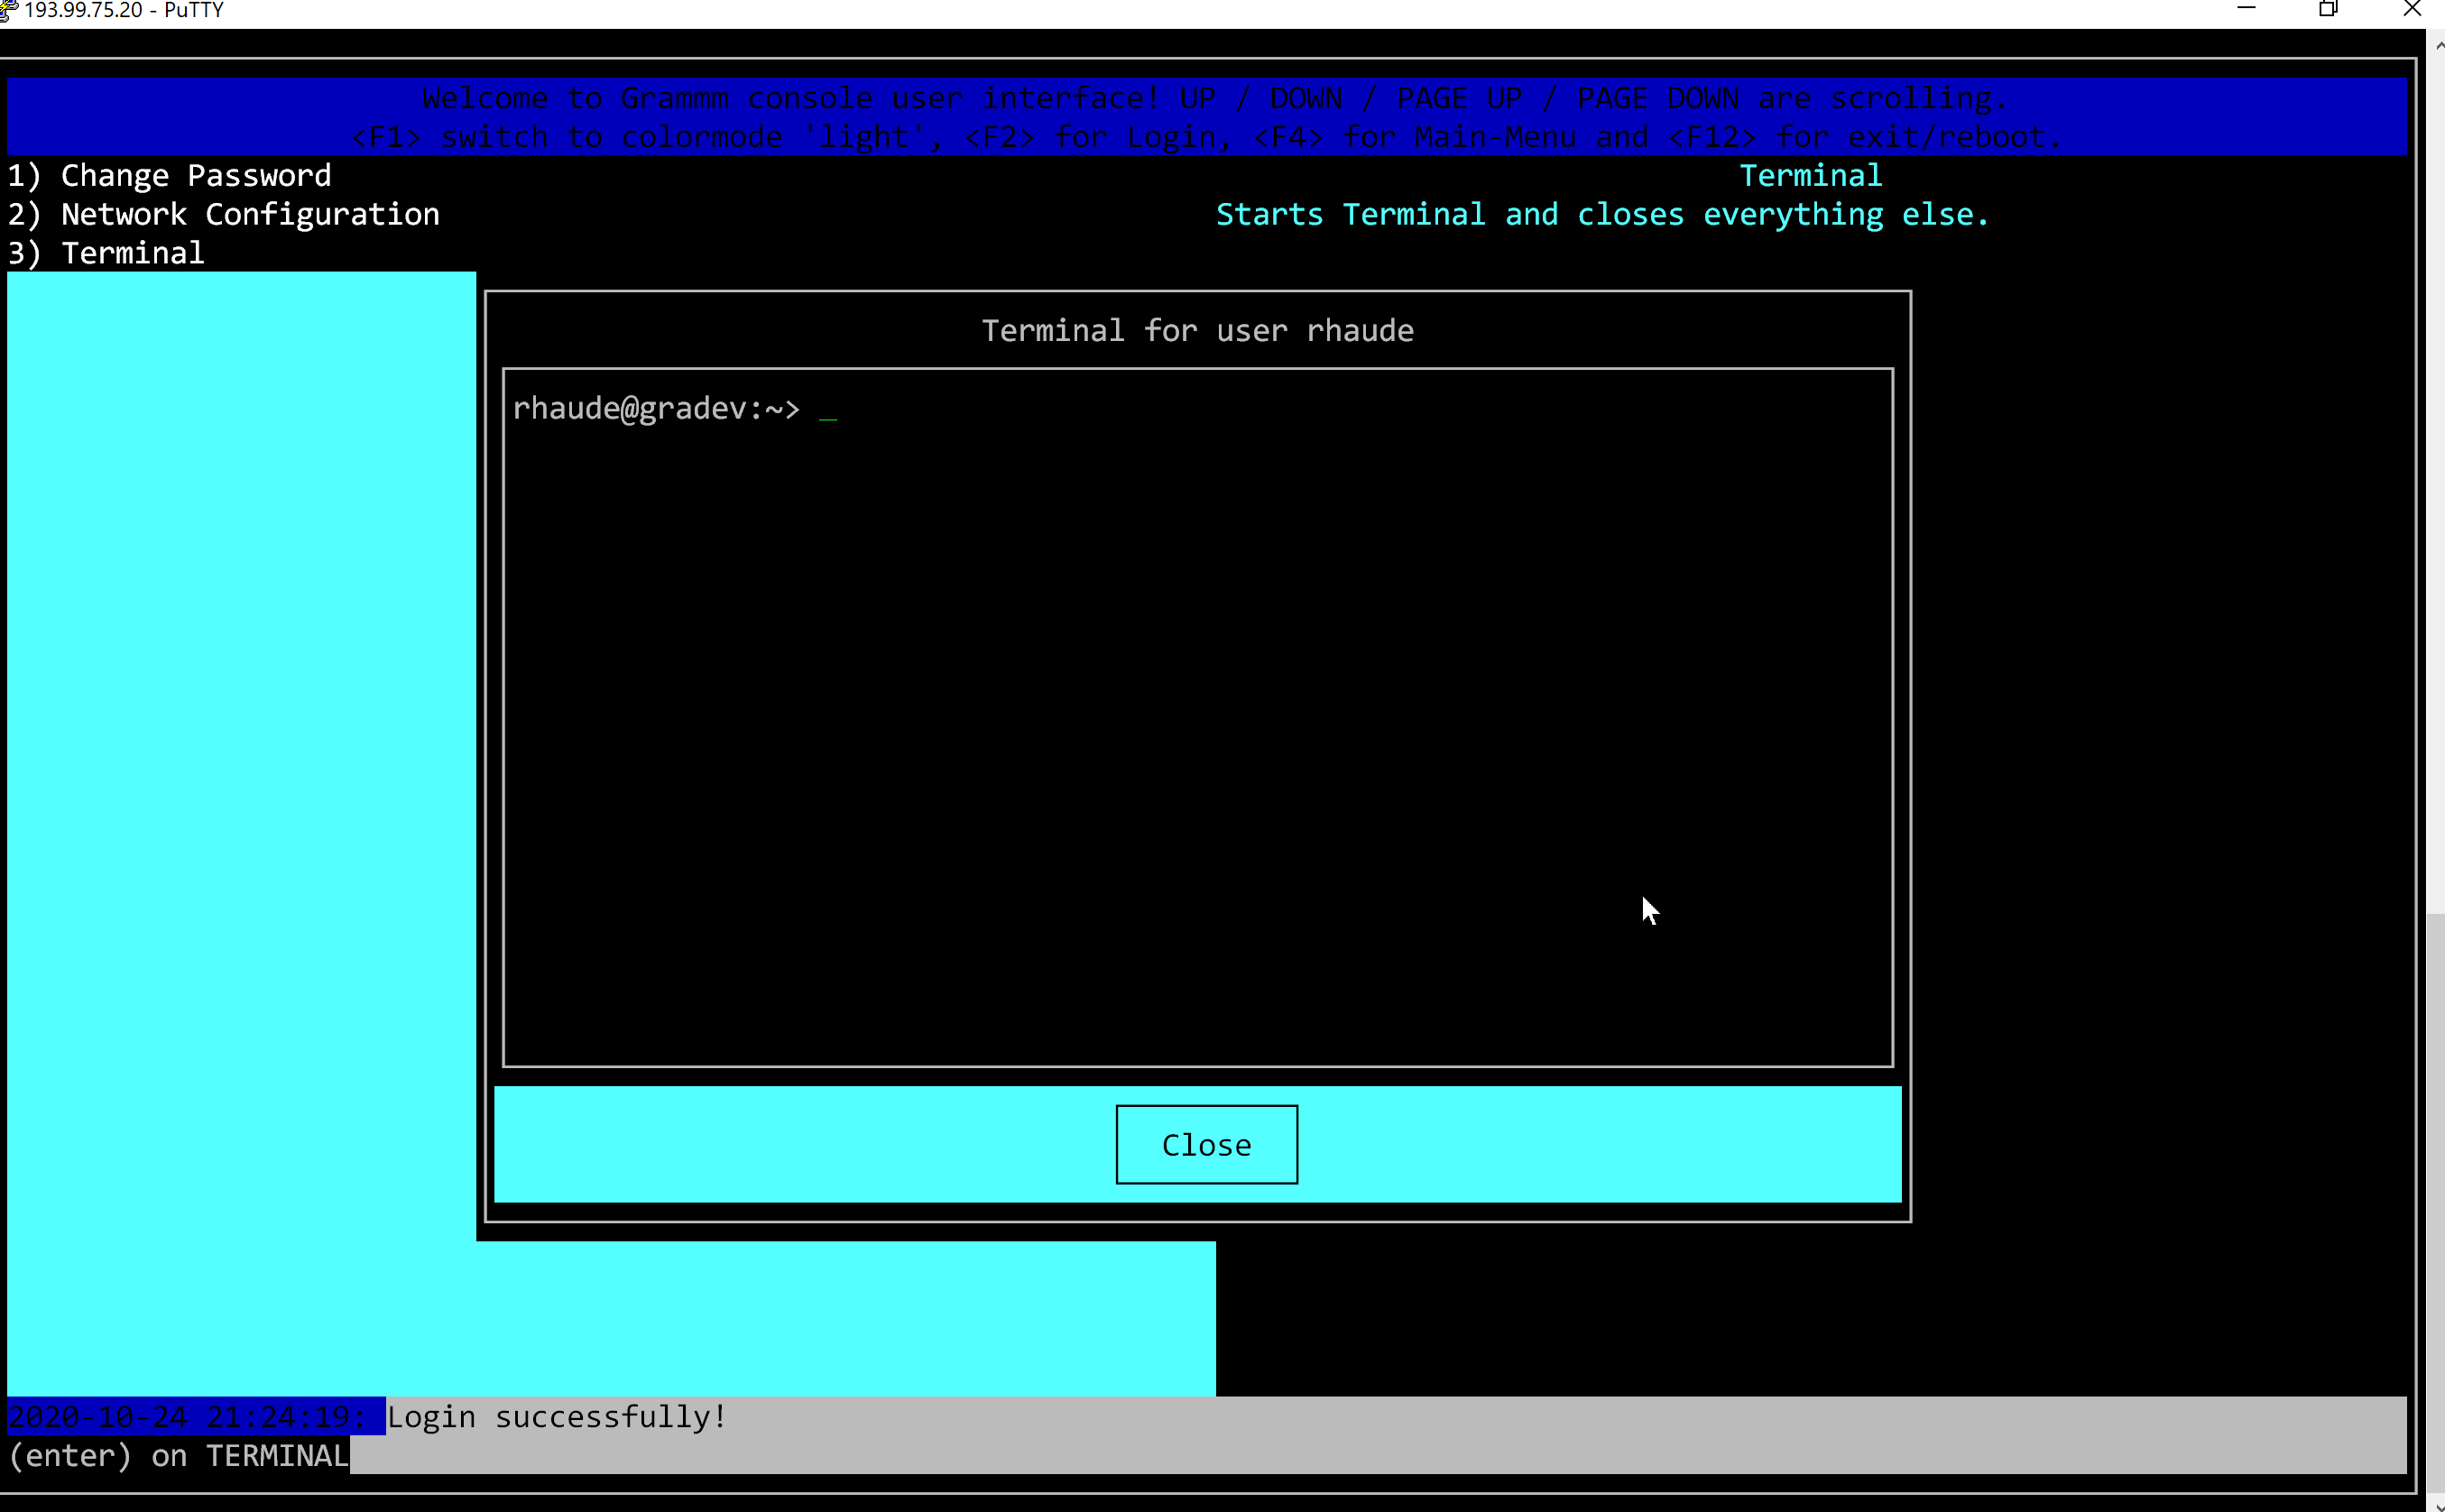 193.99.75.20 - PuTTY
Welcome to Grammm console user interface! UP / DOWN / PAGE UP / PAGE DOWN are scrolling.
<F1> switch to colormode 'light', <F2> for Login, <F4> for Main-Menu and <F12> for exit/reboot.
1) Change Password
2) Network Configuration
3) Terminal
Terminal
Starts Terminal and closes everything else.
Terminal for user rhaude
rhaude@gradev:~> _
Close
2020-10-24 21:24:19: Login successfully!
(enter) on TERMINAL